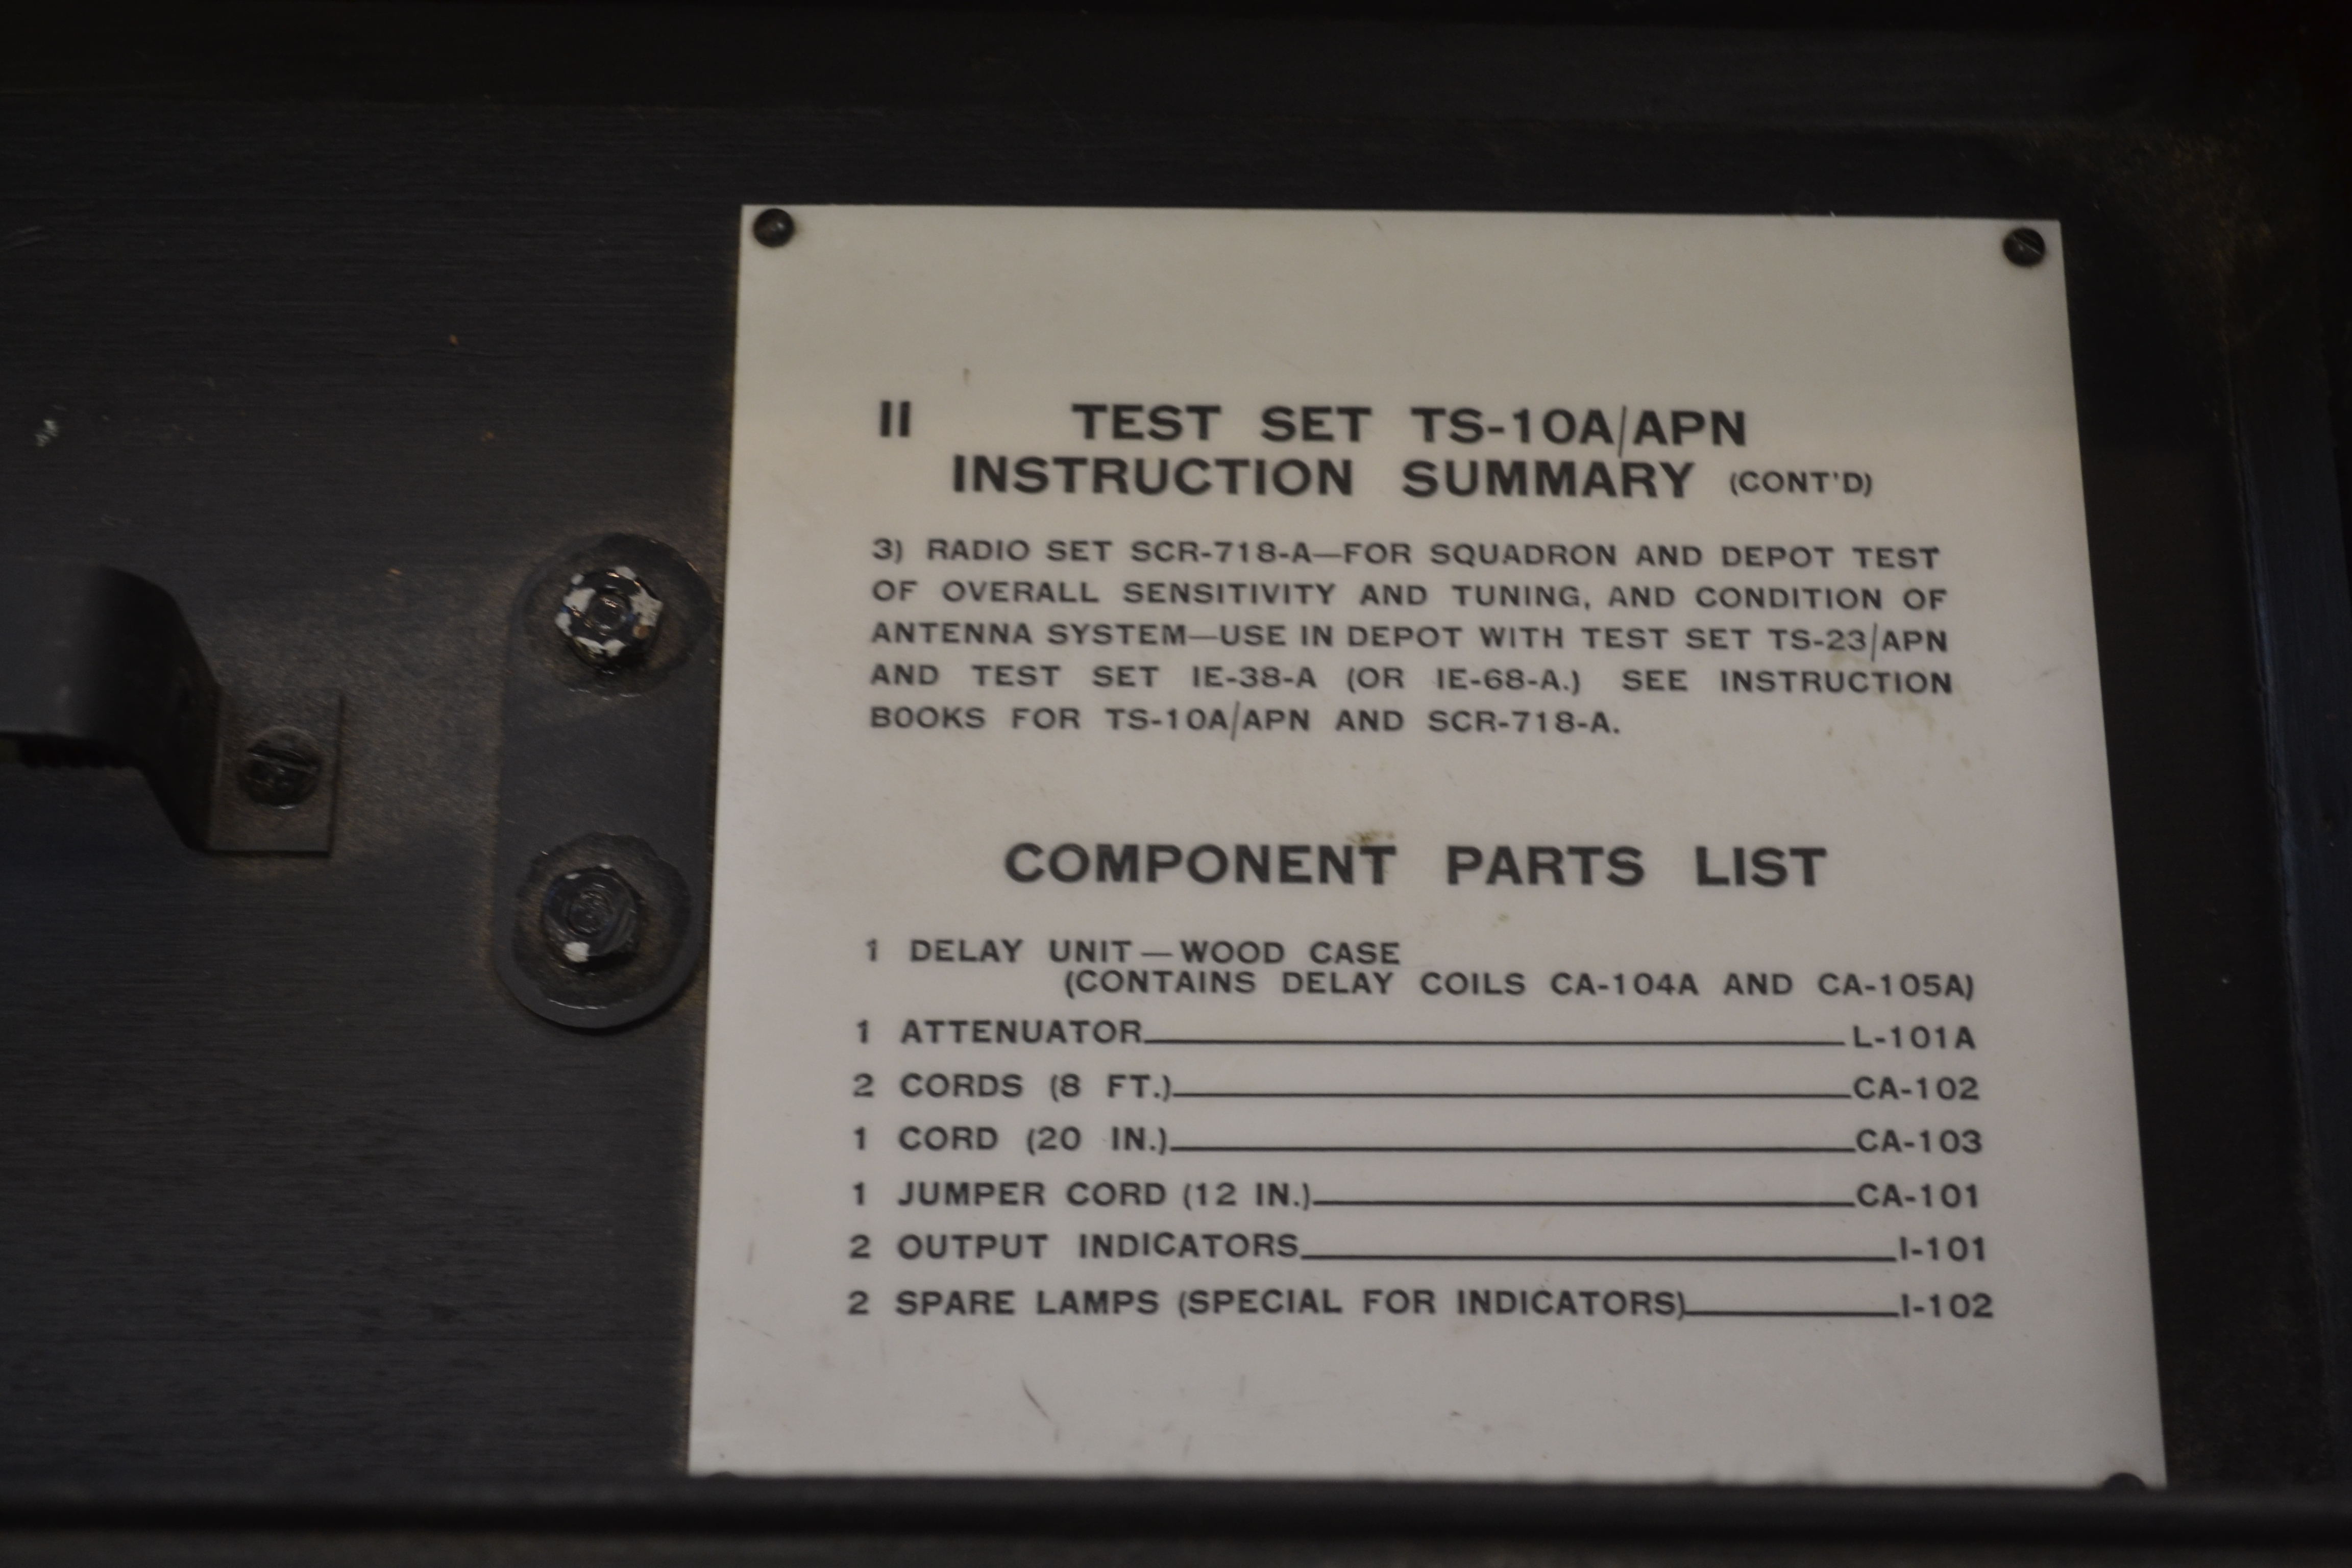 II TEST SET TS-10A/APN
INSTRUCTION SUMMARY (CONT'D)
3) RADIO SET SCR-718-A—FOR SQUADRON AND DEPOT TEST
OF OVERALL SENSITIVITY AND TUNING, AND CONDITION OF
ANTENNA SYSTEM—USE IN DEPOT WITH TEST SET TS-23/APN
AND TEST SET IE-38-A (OR IE-68-A.) SEE INSTRUCTION
BOOKS FOR TS-10A/APN AND SCR-718-A.
COMPONENT PARTS LIST
1 DELAY UNIT — WOOD CASE
(CONTAINS DELAY COILS CA-104A AND CA-105A)
1 ATTENUATOR L-101A
2 CORDS (8 FT.) CA-102
1 CORD (20 IN.) CA-103
1 JUMPER CORD (12 IN.) CA-101
2 OUTPUT INDICATORS I-101
2 SPARE LAMPS (SPECIAL FOR INDICATORS) I-102